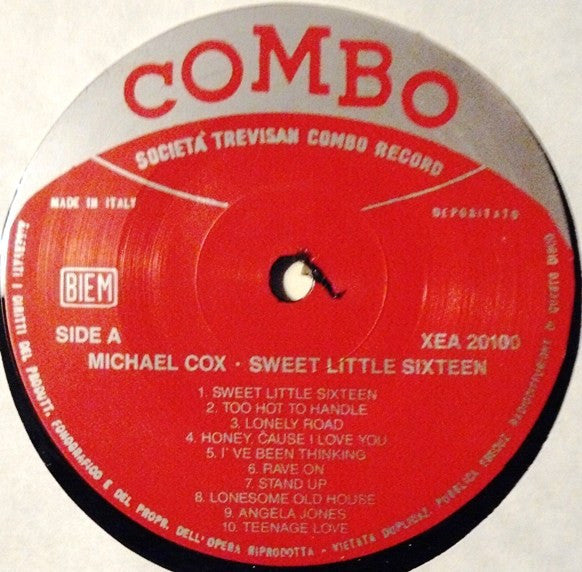 COMBO
SOCIETÁ TREVISAN COMBO RECORD
MADE IN ITALY
DEPOSITATO
BIEM
SIDE A
XEA 20100
MICHAEL COX · SWEET LITTLE SIXTEEN
1. SWEET LITTLE SIXTEEN
2. TOO HOT TO HANDLE
3. LONELY ROAD
4. HONEY, CAUSE I LOVE YOU
5. I´VE BEEN THINKING
6. RAVE ON
7. STAND UP
8. LONESOME OLD HOUSE
9. ANGELA JONES
10. TEENAGE LOVE
RISERVATI I DIRITTI DEL PRODUTT. FONOGRAFICO E DEL PROPR. DELL'OPERA RIPRODOTTA - VIETATA DUPLICAZ. PUBBLICA RADIODIFFUSIONE DI QUESTO DISCO